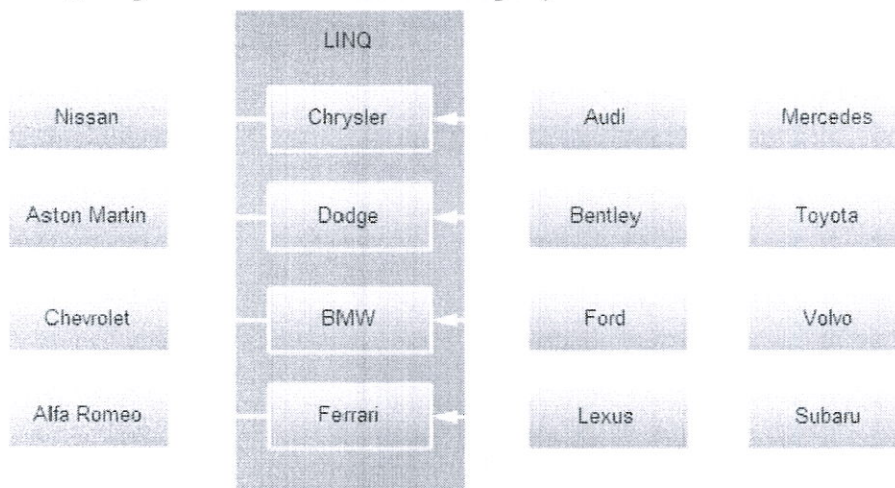 LINQ
Nissan Chrysler Audi Mercedes
Aston Martin Dodge Bentley Toyota
Chevrolet BMW Ford Volvo
Alfa Romeo Ferrari Lexus Subaru